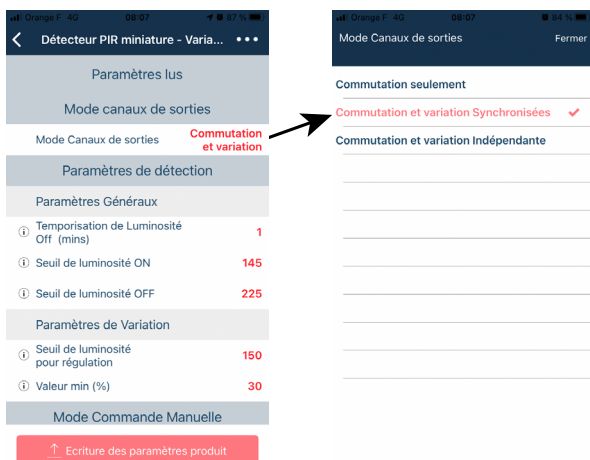 Orange F 4G 08:07 87 %
Détecteur PIR miniature - Varia... •••
Paramètres lus
Mode canaux de sorties
Mode Canaux de sorties Commutation
et variation
Paramètres de détection
Paramètres Généraux
Temporisation de Luminosité
Off (mins) 1
Seuil de luminosité ON 145
Seuil de luminosité OFF 225
Paramètres de Variation
Seuil de luminosité
pour régulation 150
Valeur min (%) 30
Mode Commande Manuelle
Ecriture des paramètres produit
Orange F 4G 08:07 84 %
Mode Canaux de sorties Fermer
Commutation seulement
Commutation et variation Synchronisées
Commutation et variation Indépendante